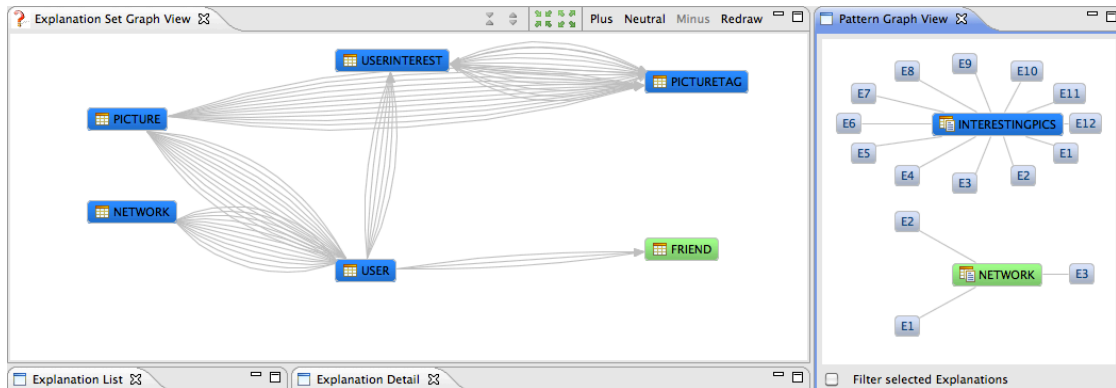 Explanation Set Graph View
Plus Neutral Minus Redraw
USERINTEREST
PICTURETAG
PICTURE
NETWORK
USER
FRIEND
Pattern Graph View
E9
E8
E10
E7
E11
E6
INTERESTINGPICS
E12
E5
E1
E4
E3
E2
E2
NETWORK
E3
E1
Filter selected Explanations
Explanation List
Explanation Detail